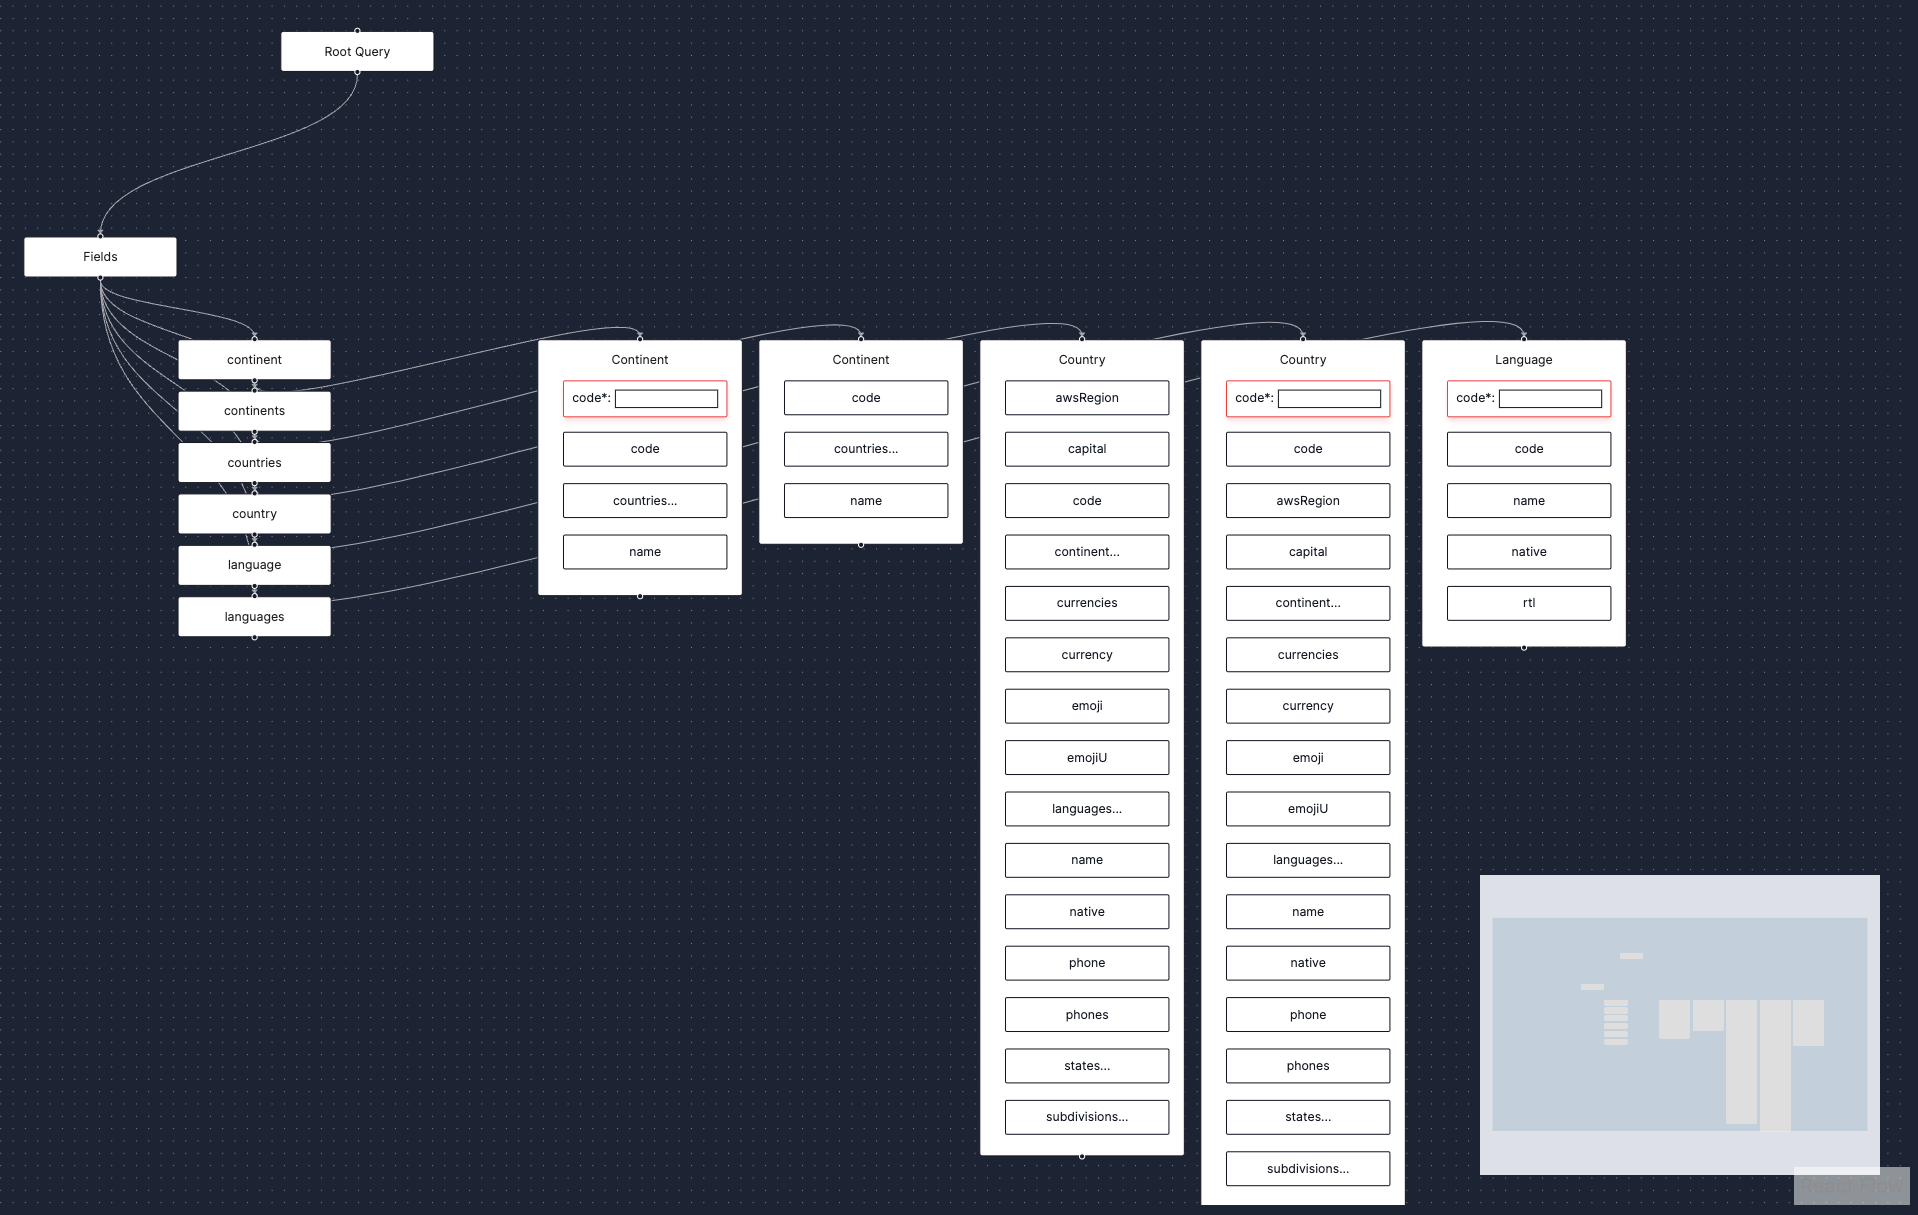 Root Query
Fields
continent
continents
countries
country
language
languages
Continent
code*:
code
countries...
name
Continent
code
countries...
name
Country
awsRegion
capital
code
continent...
currencies
currency
emoji
emojiU
languages...
name
native
phone
phones
states...
subdivisions...
Country
code*:
code
awsRegion
capital
continent...
currencies
currency
emoji
emojiU
languages...
name
native
phone
phones
states...
subdivisions...
Language
code*:
code
name
native
rtl